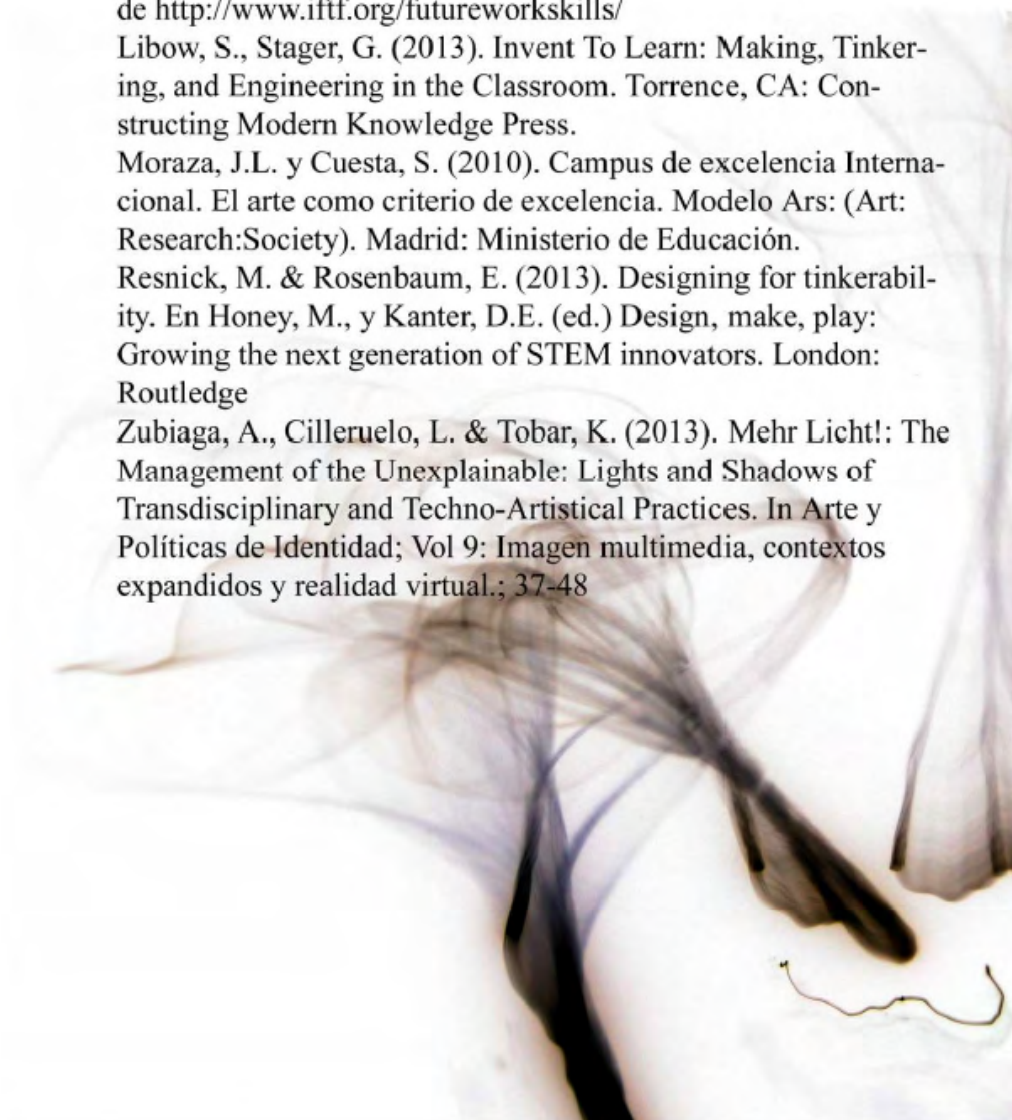 de http://www.iftf.org/futureworkskills/
Libow, S., Stager, G. (2013). Invent To Learn: Making, Tinker-
ing, and Engineering in the Classroom. Torrence, CA: Con-
structing Modern Knowledge Press.
Moraza, J.L. y Cuesta, S. (2010). Campus de excelencia Interna-
cional. El arte como criterio de excelencia. Modelo Ars: (Art:
Research:Society). Madrid: Ministerio de Educación.
Resnick, M. & Rosenbaum, E. (2013). Designing for tinkerabil-
ity. En Honey, M., y Kanter, D.E. (ed.) Design, make, play:
Growing the next generation of STEM innovators. London:
Routledge
Zubiaga, A., Cilleruelo, L. & Tobar, K. (2013). Mehr Licht!: The
Management of the Unexplainable: Lights and Shadows of
Transdisciplinary and Techno-Artistical Practices. In Arte y
Políticas de Identidad; Vol 9: Imagen multimedia, contextos
expandidos y realidad virtual.; 37-48